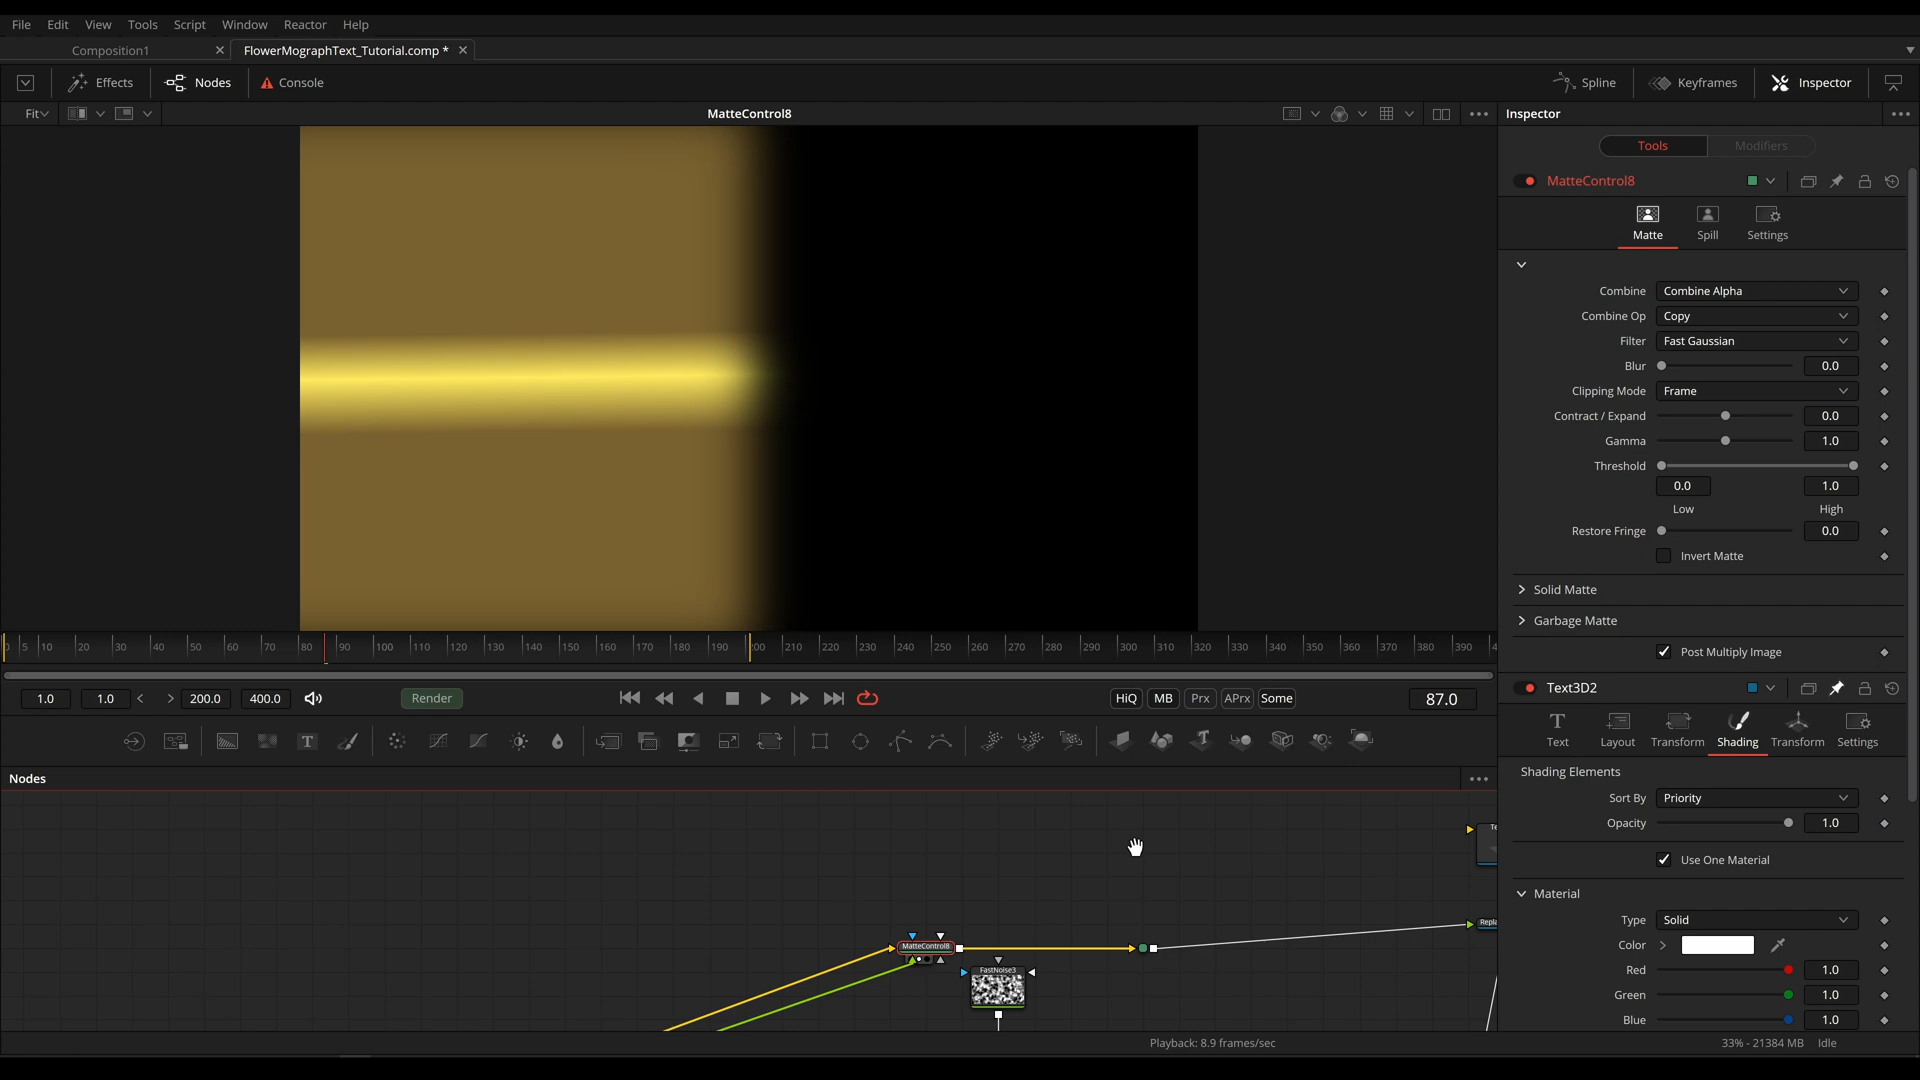 File Edit View Tools Script Window Reactor Help
Composition1 FlowerMographText_Tutorial.comp *
Effects Nodes Console Spline Keyframes Inspector
Fit MatteControl8 Inspector
Tools Modifiers
MatteControl8
Matte Spill Settings
Combine Combine Alpha
Combine Op Copy
Filter Fast Gaussian
Blur 0.0
Clipping Mode Frame
Contract / Expand 0.0
Gamma 1.0
Threshold
0.0 1.0
Low High
Restore Fringe 0.0
Invert Matte
Solid Matte
Garbage Matte
Post Multiply Image
0 5 10 20 30 40 50 60 70 80 90 100 110 120 130 140 150 160 170 180 190 200 210 220 230 240 250 260 270 280 290 300 310 320 330 340 350 360 370 380 390
1.0 1.0 < > 200.0 400.0 Render HiQ MB Prx APrx Some 87.0
Text3D2
Text Layout Transform Shading Transform Settings
Nodes
Shading Elements
Sort By Priority
Opacity 1.0
Use One Material
Material
Type Solid
Color
Red 1.0
Green 1.0
Blue 1.0
Te
Repla
MatteControl8
FastNoise3
Playback: 8.9 frames/sec 33% - 21384 MB Idle